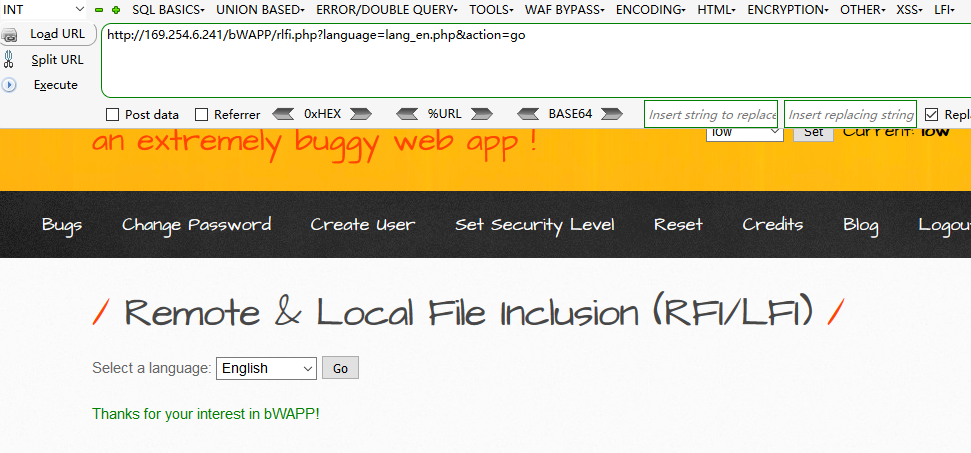 INT SQL BASICS UNION BASED ERROR/DOUBLE QUERY TOOLS WAF BYPASS ENCODING HTML ENCRYPTION OTHER XSS LFI
Load URL http://169.254.6.241/bWAPP/rlfi.php?language=lang_en.php&action=go
Split URL
Execute
Post data Referrer 0xHEX %URL BASE64 Insert string to replace Insert replacing string Repla
an extremely buggy web app ! low Set Current: low
Bugs Change Password Create User Set Security Level Reset Credits Blog Logou
/ Remote & Local File Inclusion (RFI/LFI) /
Select a language: English Go
Thanks for your interest in bWAPP!